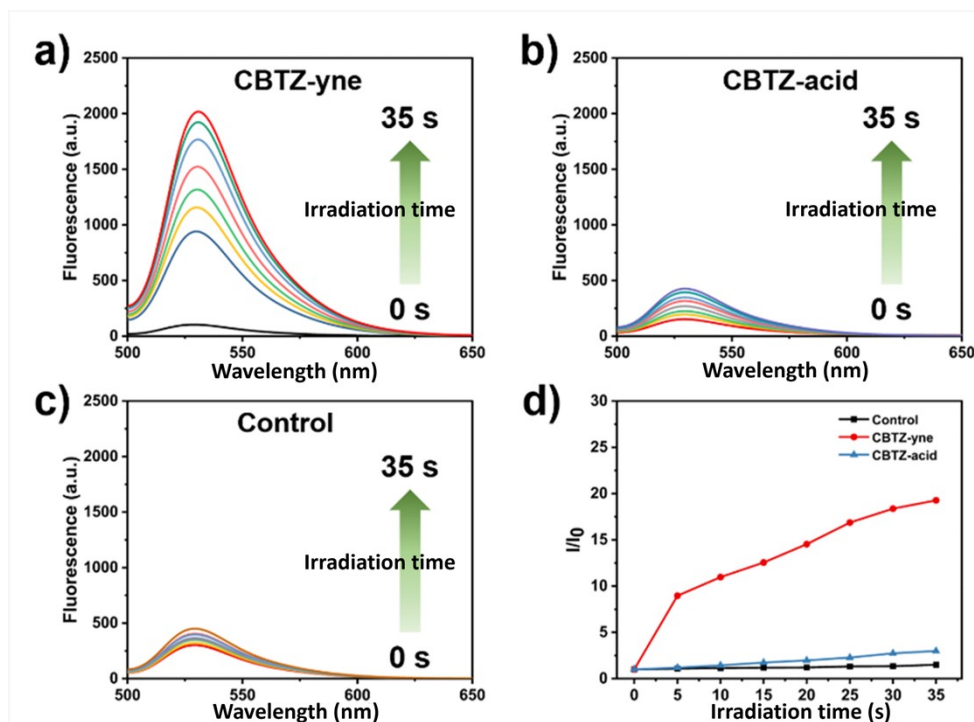 a)
CBTZ-yne
35 s
Irradiation time
0 s
Fluorescence (a.u.)
2500
2000
1500
1000
500
0
500
550
600
650
Wavelength (nm)
b)
CBTZ-acid
35 s
Irradiation time
0 s
Fluorescence (a.u.)
2500
2000
1500
1000
500
0
500
550
600
650
Wavelength (nm)
c)
Control
35 s
Irradiation time
0 s
Fluorescence (a.u.)
2500
2000
1500
1000
500
0
500
550
600
650
Wavelength (nm)
d)
Control
CBTZ-yne
CBTZ-acid
I/I0
30
25
20
15
10
5
0
0
5
10
15
20
25
30
35
Irradiation time (s)